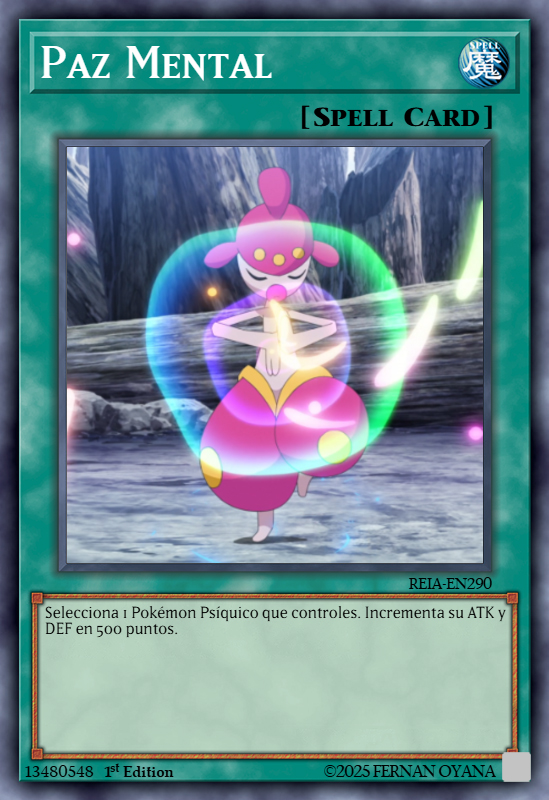 Paz Mental
SPELL
魔
[Spell Card]
REIA-EN290
Selecciona 1 Pokémon Psíquico que controles. Incrementa su ATK y
DEF en 500 puntos.
13480548 1st Edition ©2025 FERNAN OYANA